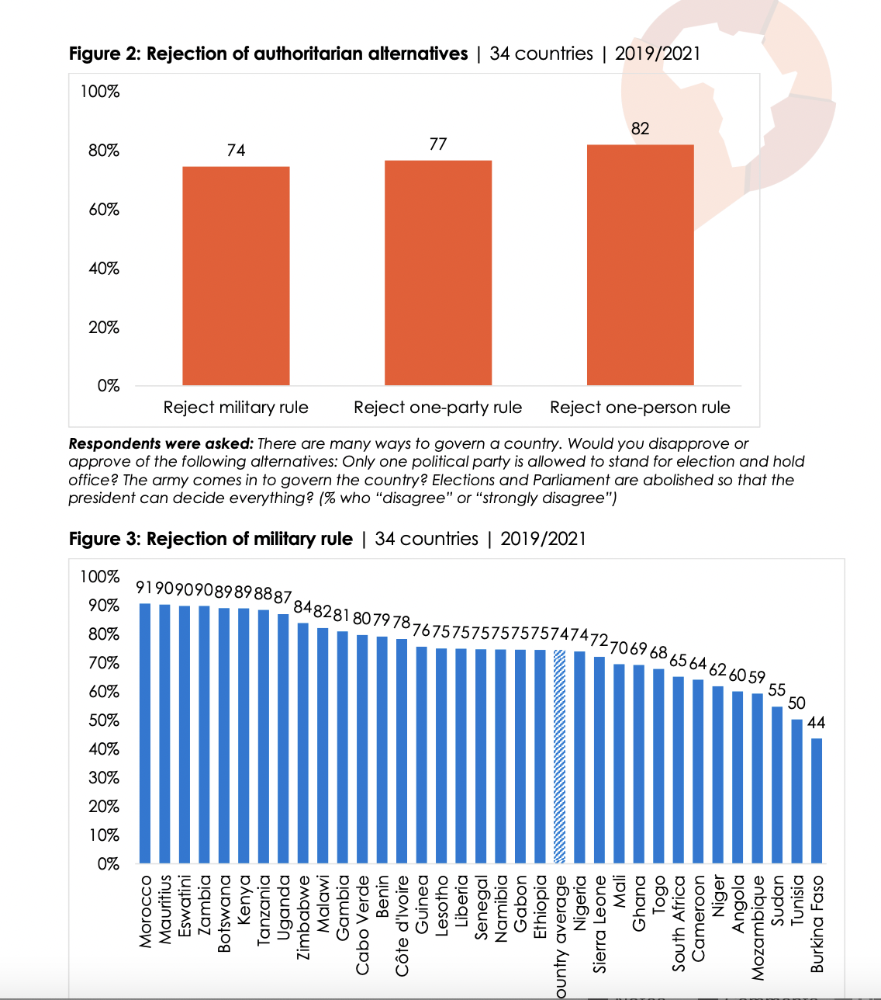 Figure 2: Rejection of authoritarian alternatives | 34 countries | 2019/2021
100%
80%
60%
40%
20%
0%
74
77
82
Reject military rule
Reject one-party rule
Reject one-person rule
Respondents were asked: There are many ways to govern a country. Would you disapprove or
approve of the following alternatives: Only one political party is allowed to stand for election and hold
office? The army comes in to govern the country? Elections and Parliament are abolished so that the
president can decide everything? (% who “disagree” or “strongly disagree”)
Figure 3: Rejection of military rule | 34 countries | 2019/2021
100%
90%
80%
70%
60%
50%
40%
30%
20%
10%
0%
91
90
90
90
89
89
88
87
84
82
81
80
79
78
76
75
75
75
75
75
75
74
74
72
70
69
68
65
64
62
60
59
55
50
44
Morocco
Mauritius
Eswatini
Zambia
Botswana
Kenya
Tanzania
Uganda
Zimbabwe
Malawi
Gambia
Cabo Verde
Benin
Côte d'Ivoire
Guinea
Lesotho
Liberia
Senegal
Namibia
Gabon
Ethiopia
ountry average
Nigeria
Sierra Leone
Mali
Ghana
Togo
South Africa
Cameroon
Niger
Angola
Mozambique
Sudan
Tunisia
Burkina Faso